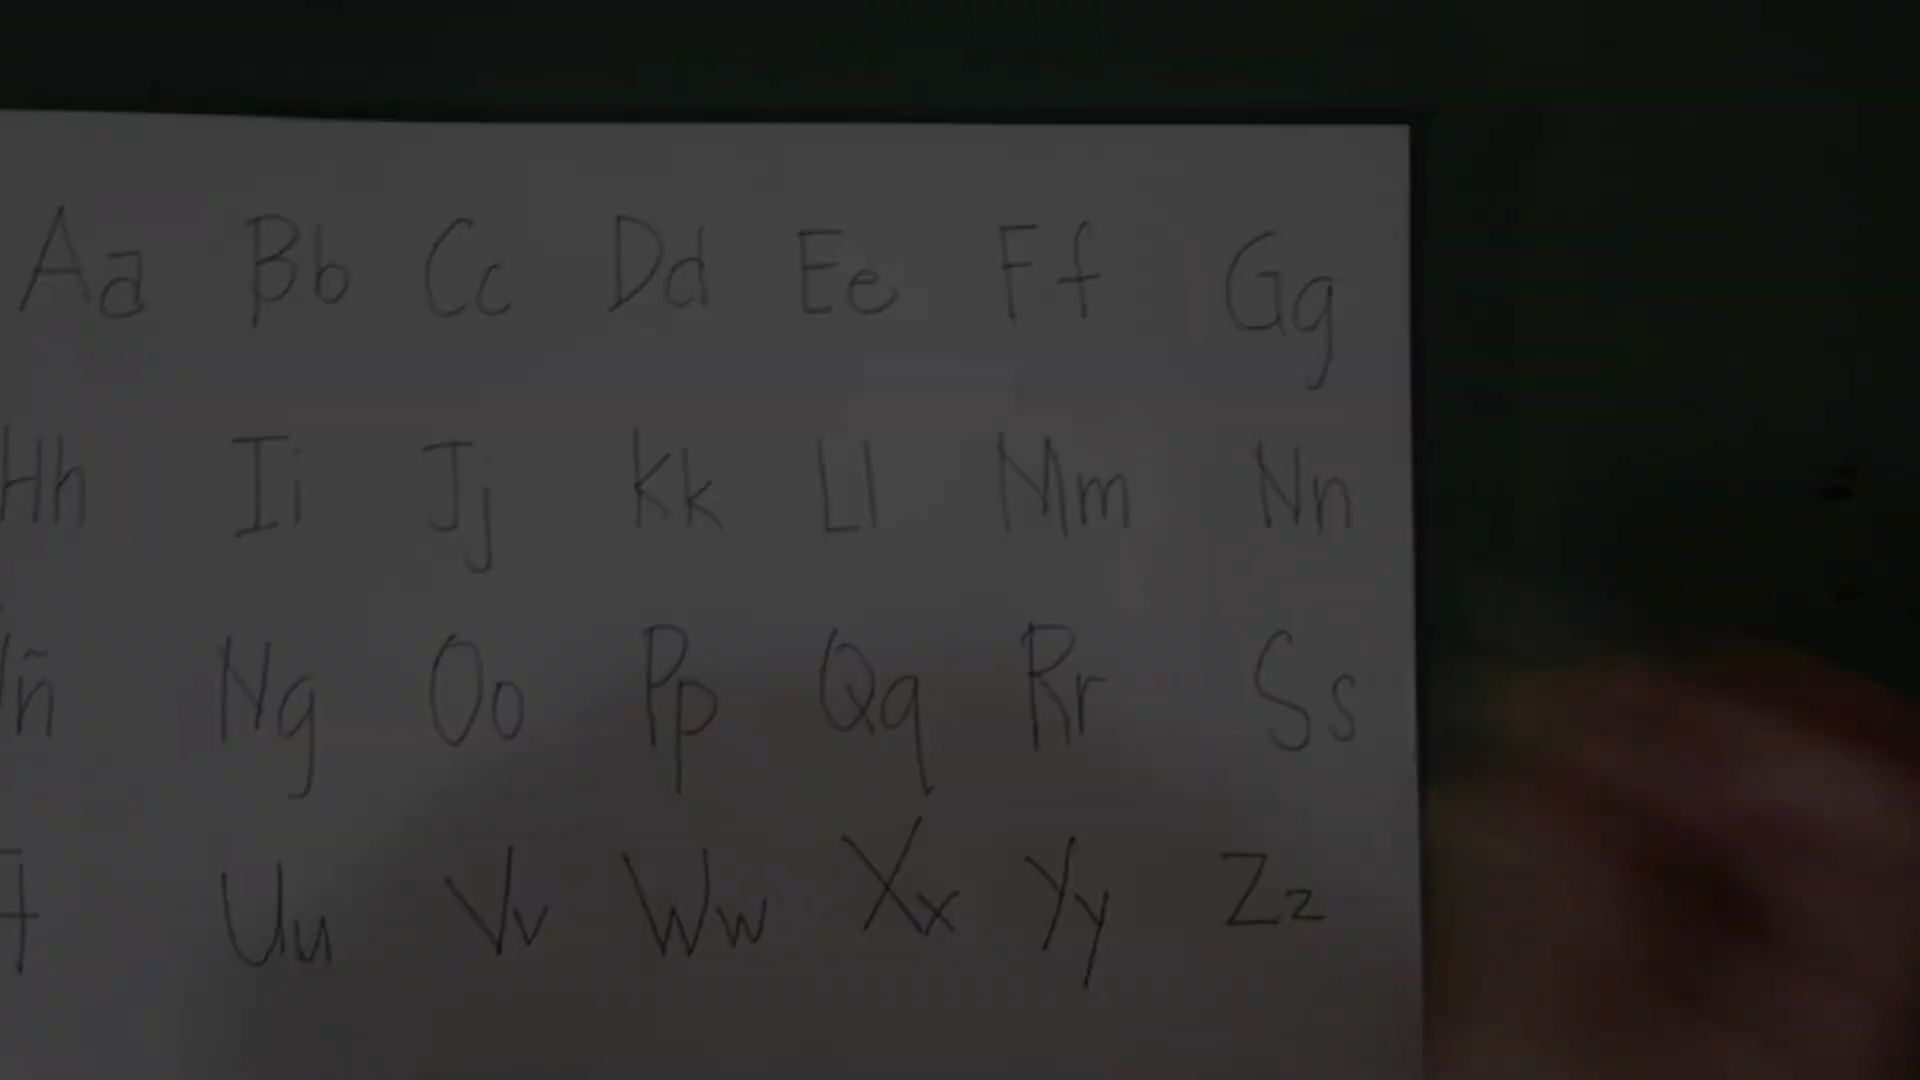 Aa Bb Cc Dd Ee Ff Gg
Hh Ii Jj Kk Ll Mm Nn
ñ Ng Oo Pp Qq Rr Ss
Uu Vv Ww Xx Yy Zz